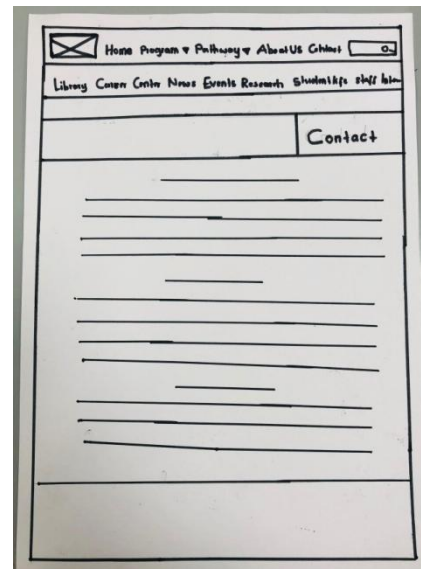 Home Program ▾ Pathway ▾ About Us Contact
Library Career Center News Events Research Student Life Staff
Contact